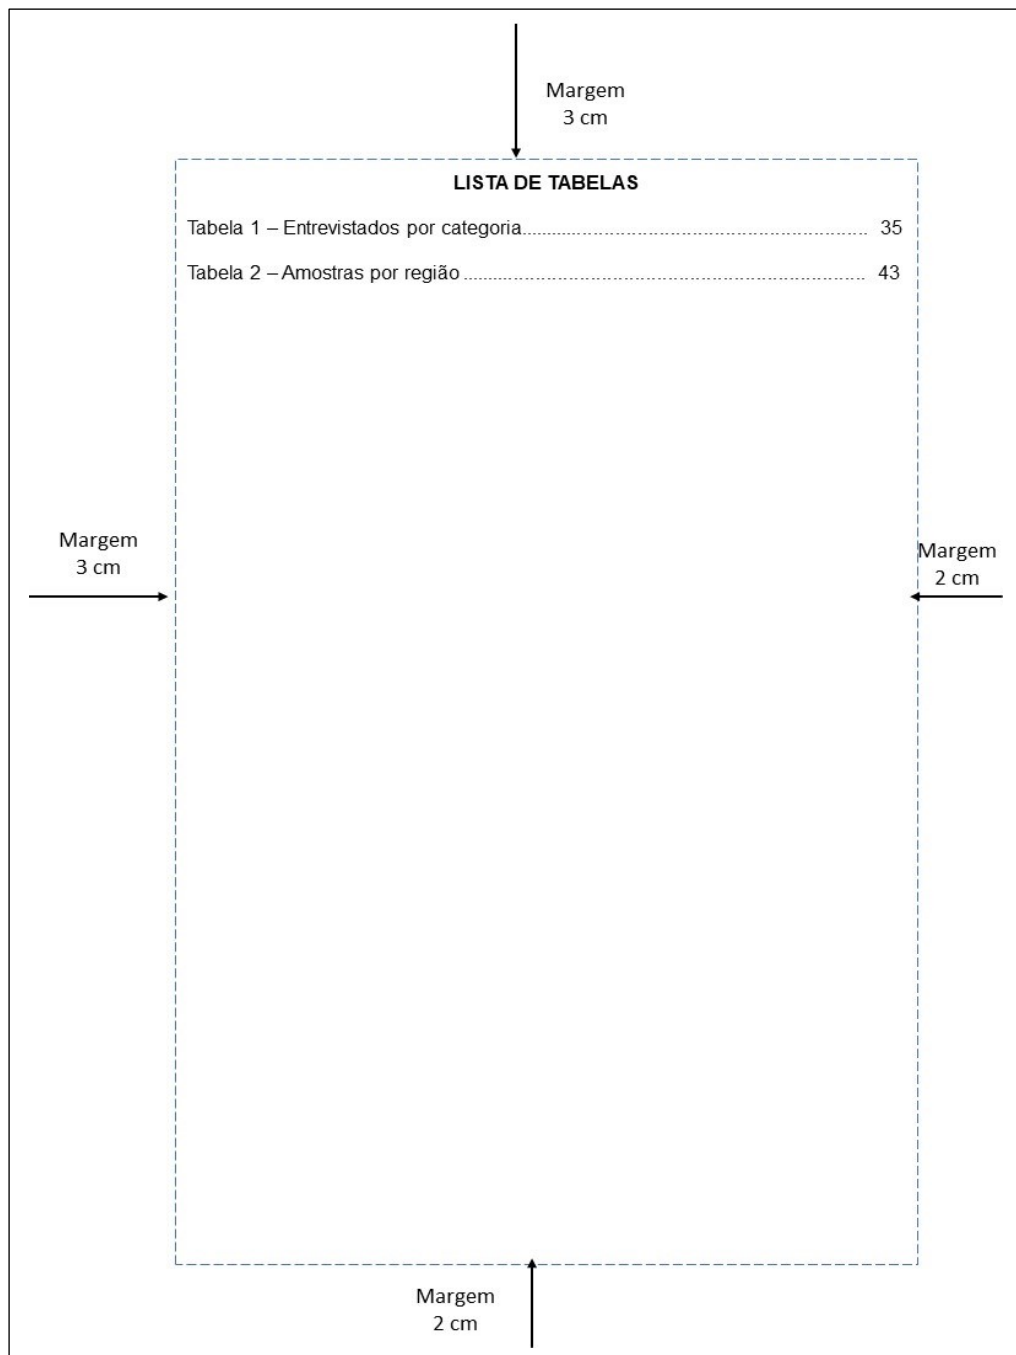 Margem
3 cm
LISTA DE TABELAS
Tabela 1 – Entrevistados por categoria...................................................................... 35
Tabela 2 – Amostras por região .................................................................................. 43
Margem
3 cm
Margem
2 cm
Margem
2 cm